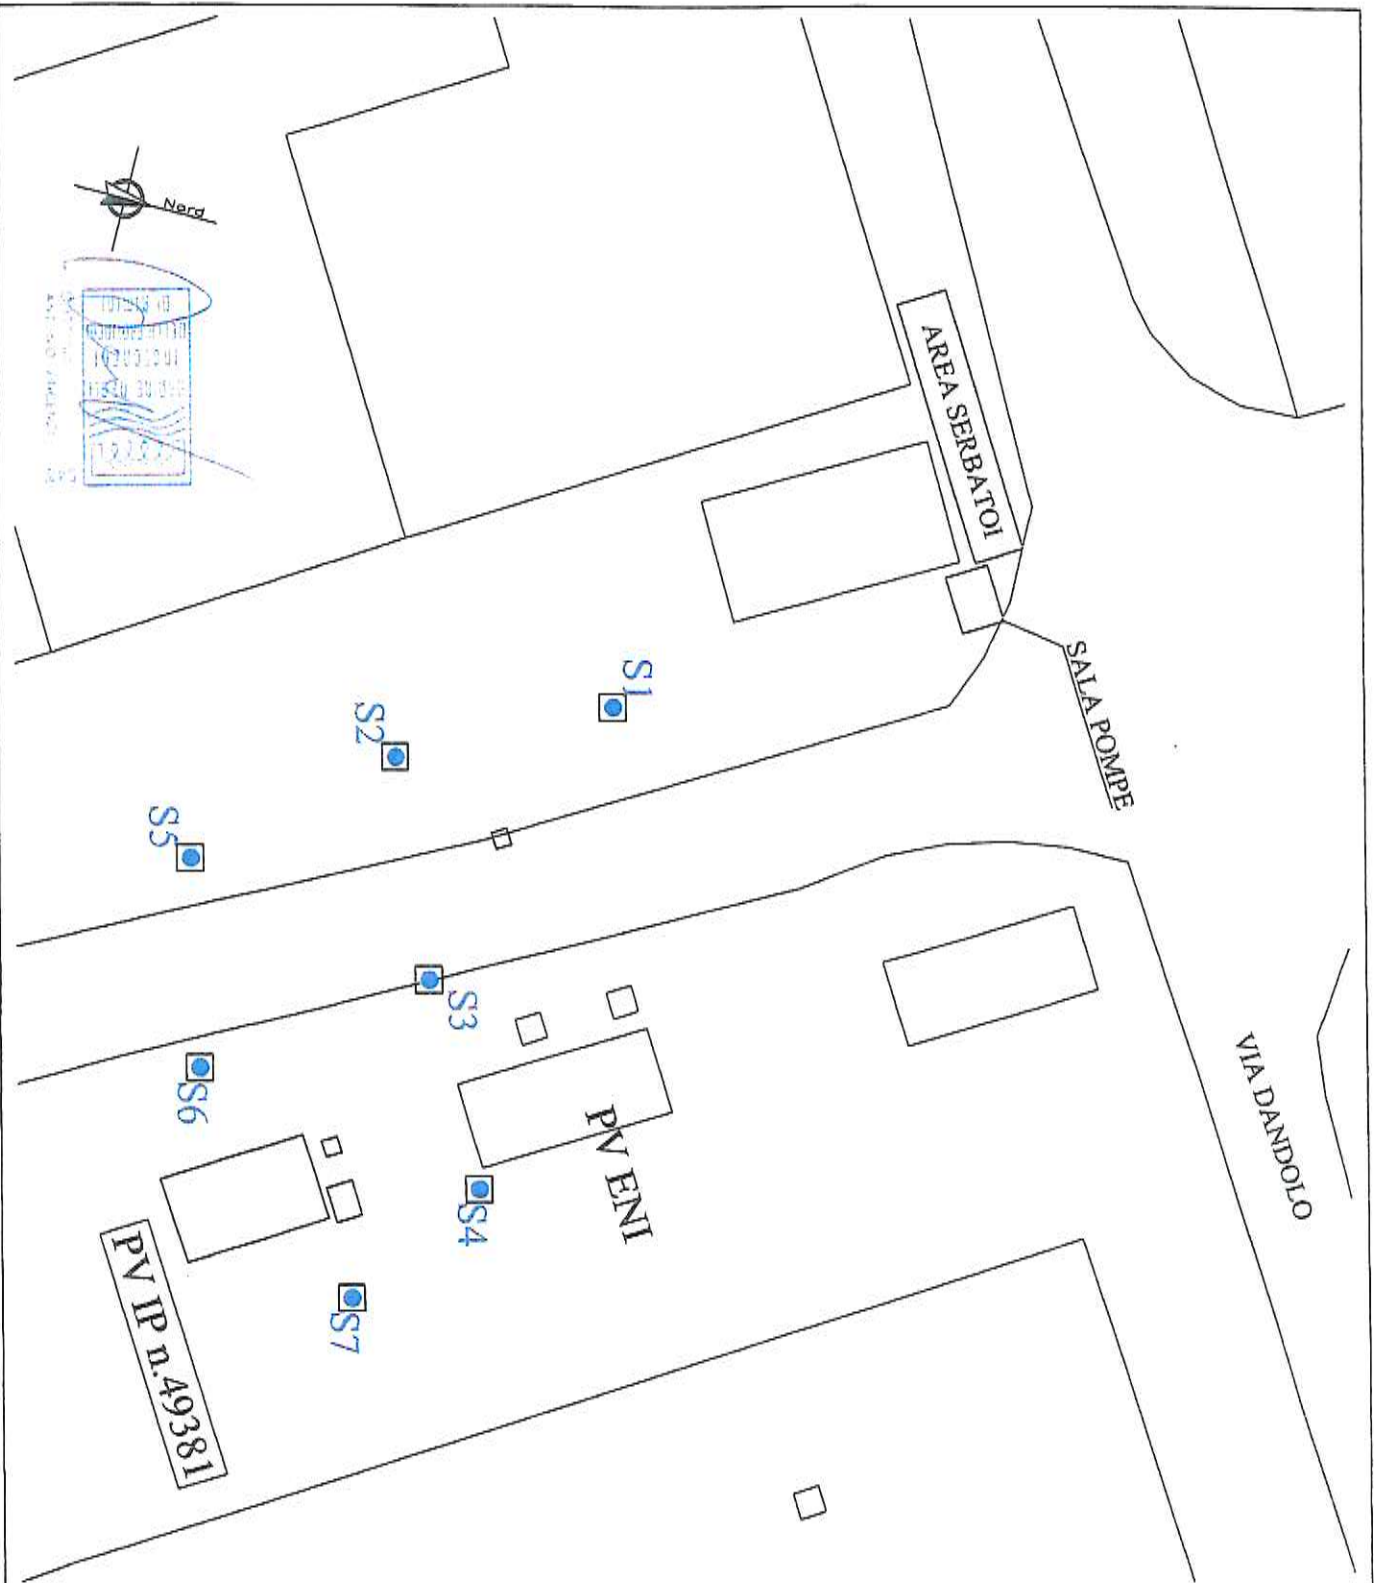 Nord
AREA SERBATOI
SALA POMPE
S1
S2
S5
S3
S6
S4
S7
PV ENI
PV IP n.49381
VIA DANDOLO